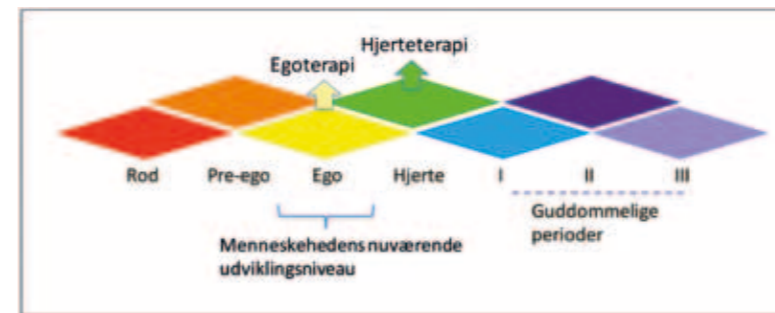 Hjerteterapi
Egoterapi
Rod Pre-ego Ego Hjerte I II III
Guddommelige
perioder
Menneskehedens nuværende
udviklingsniveau